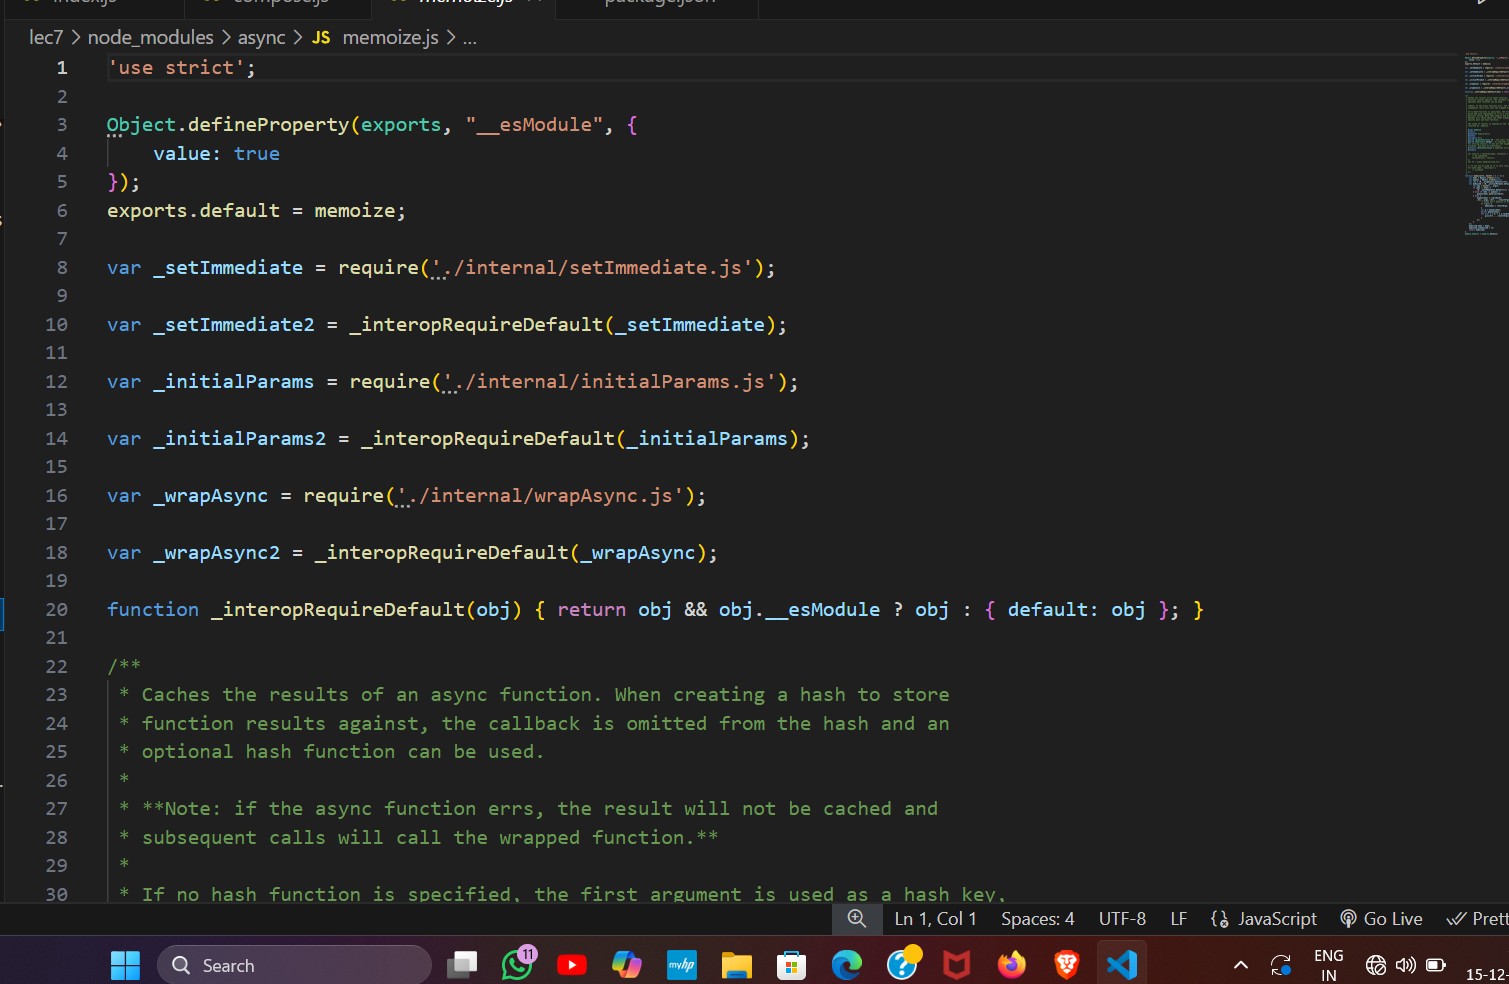 memoize.js
lec7 > node_modules > async > JS memoize.js > ...
1 'use strict';
2
3 Object.defineProperty(exports, "__esModule", {
4     value: true
5 });
6 exports.default = memoize;
7
8 var _setImmediate = require('./internal/setImmediate.js');
9
10 var _setImmediate2 = _interopRequireDefault(_setImmediate);
11
12 var _initialParams = require('./internal/initialParams.js');
13
14 var _initialParams2 = _interopRequireDefault(_initialParams);
15
16 var _wrapAsync = require('./internal/wrapAsync.js');
17
18 var _wrapAsync2 = _interopRequireDefault(_wrapAsync);
19
20 function _interopRequireDefault(obj) { return obj && obj.__esModule ? obj : { default: obj }; }
21
22 /**
23  * Caches the results of an async function. When creating a hash to store
24  * function results against, the callback is omitted from the hash and an
25  * optional hash function can be used.
26  *
27  * **Note: if the async function errs, the result will not be cached and
28  * subsequent calls will call the wrapped function.**
29  *
30  * If no hash function is specified, the first argument is used as a hash key,
Ln 1, Col 1 Spaces: 4 UTF-8 LF JavaScript Go Live Prett
Search 11 myhp ENG
IN
15-12-